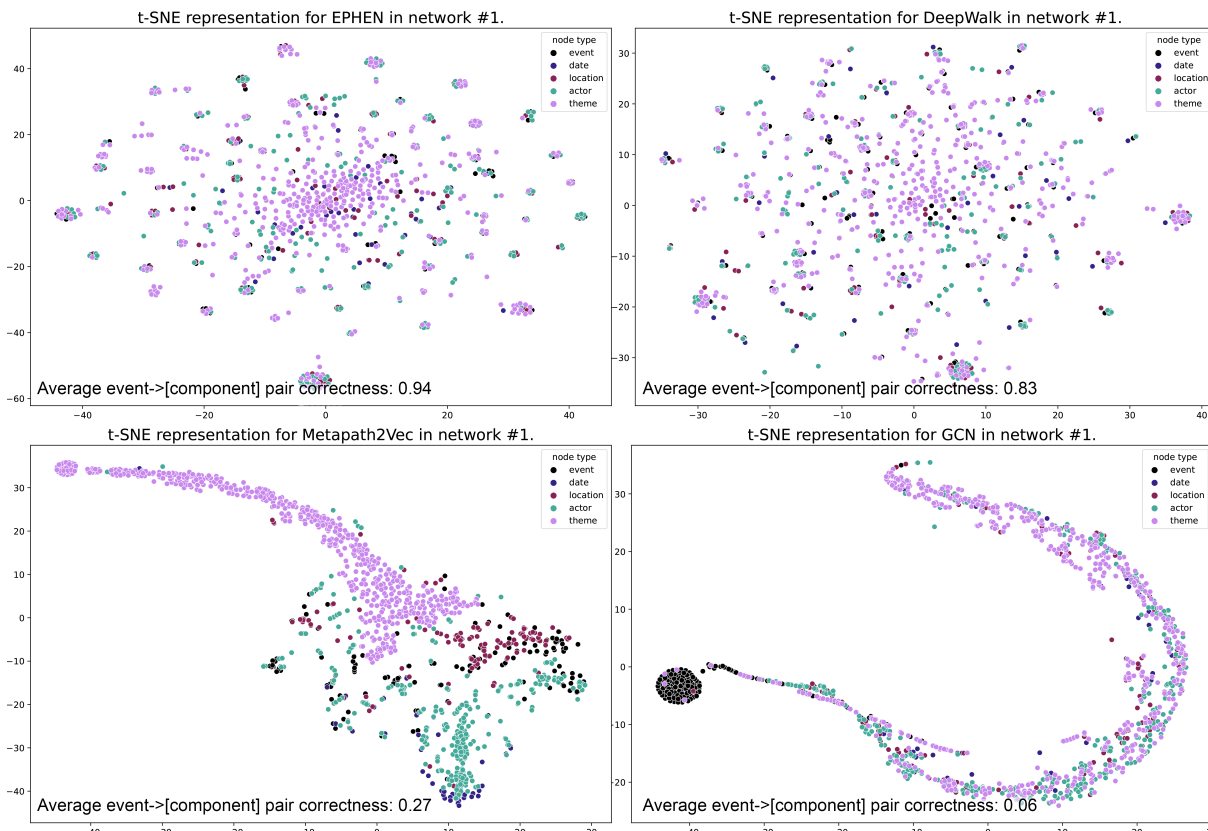 t-SNE representation for EPHEN in network #1.
node type
event
date
location
actor
theme
40
20
0
−20
−40
−60
−40
−20
0
20
40
Average event->[component] pair correctness: 0.94
t-SNE representation for DeepWalk in network #1.
node type
event
date
location
actor
theme
30
20
10
0
−10
−20
−30
−30
−20
−10
0
10
20
30
40
Average event->[component] pair correctness: 0.83
t-SNE representation for Metapath2Vec in network #1.
node type
event
date
location
actor
theme
30
20
10
0
−10
−20
−30
−40
Average event->[component] pair correctness: 0.27
t-SNE representation for GCN in network #1.
node type
event
date
location
actor
theme
30
20
10
0
−10
−20
Average event->[component] pair correctness: 0.06